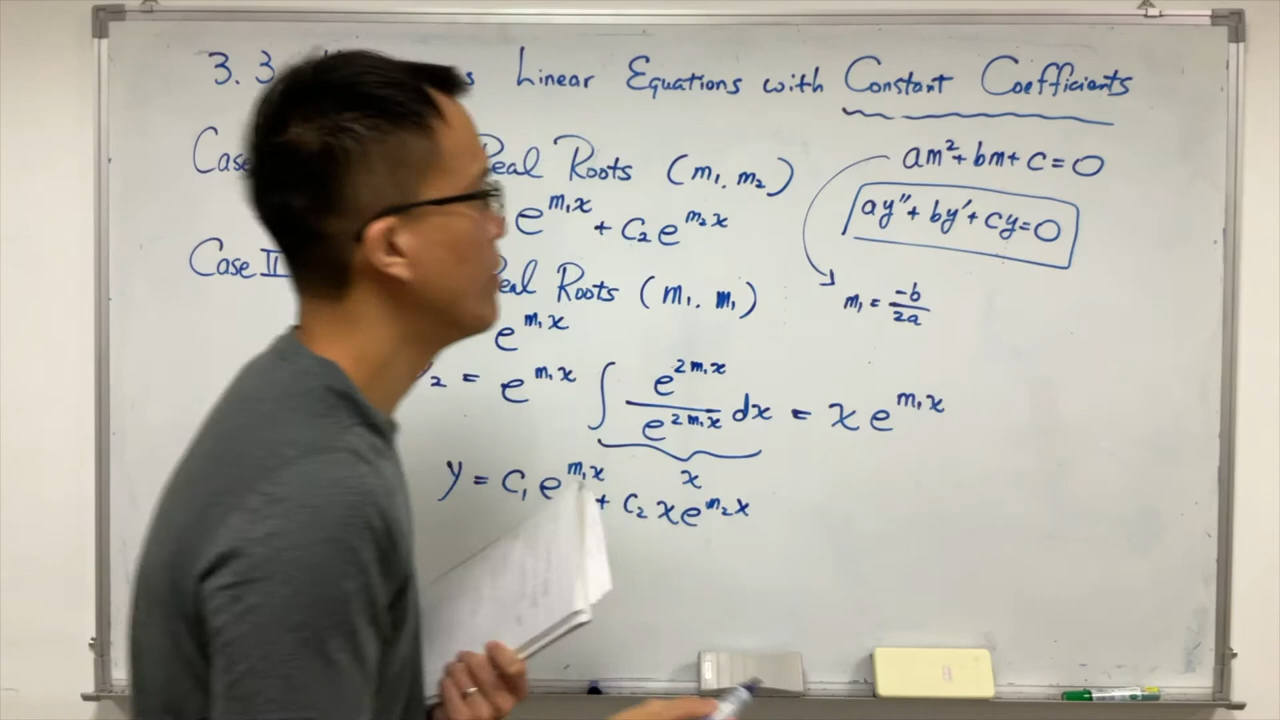 3.3 Linear Equations with Constant Coefficients
Case Real Roots (m₁, m₂)
am²+bm+c=0
ay″+by′+cy=0
e^{m₁x} + c₂e^{m₂x}
Case II Real Roots (m₁, m₁)
m₁ = -b/2a
e^{m₁x}
₂ = e^{m₁x} ∫ e^{2m₁x}/e^{2m₁x} dx = xe^{m₁x}
x
y = c₁e^{m₁x} + c₂xe^{m₂x}